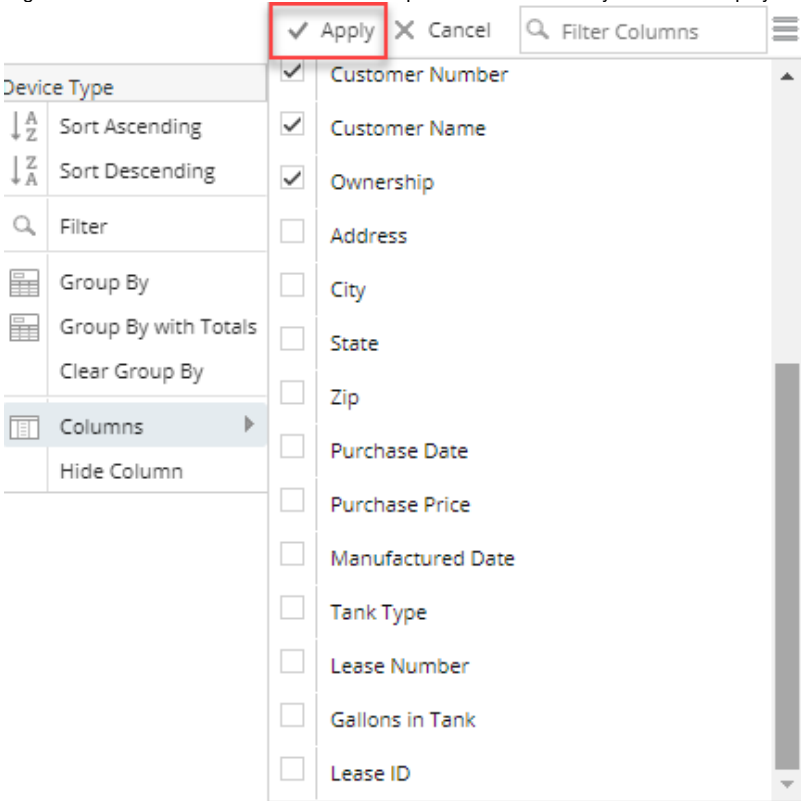 Apply Cancel Filter Columns
Device Type
Sort Ascending
Sort Descending
Filter
Group By
Group By with Totals
Clear Group By
Columns
Hide Column
Customer Number
Customer Name
Ownership
Address
City
State
Zip
Purchase Date
Purchase Price
Manufactured Date
Tank Type
Lease Number
Gallons in Tank
Lease ID